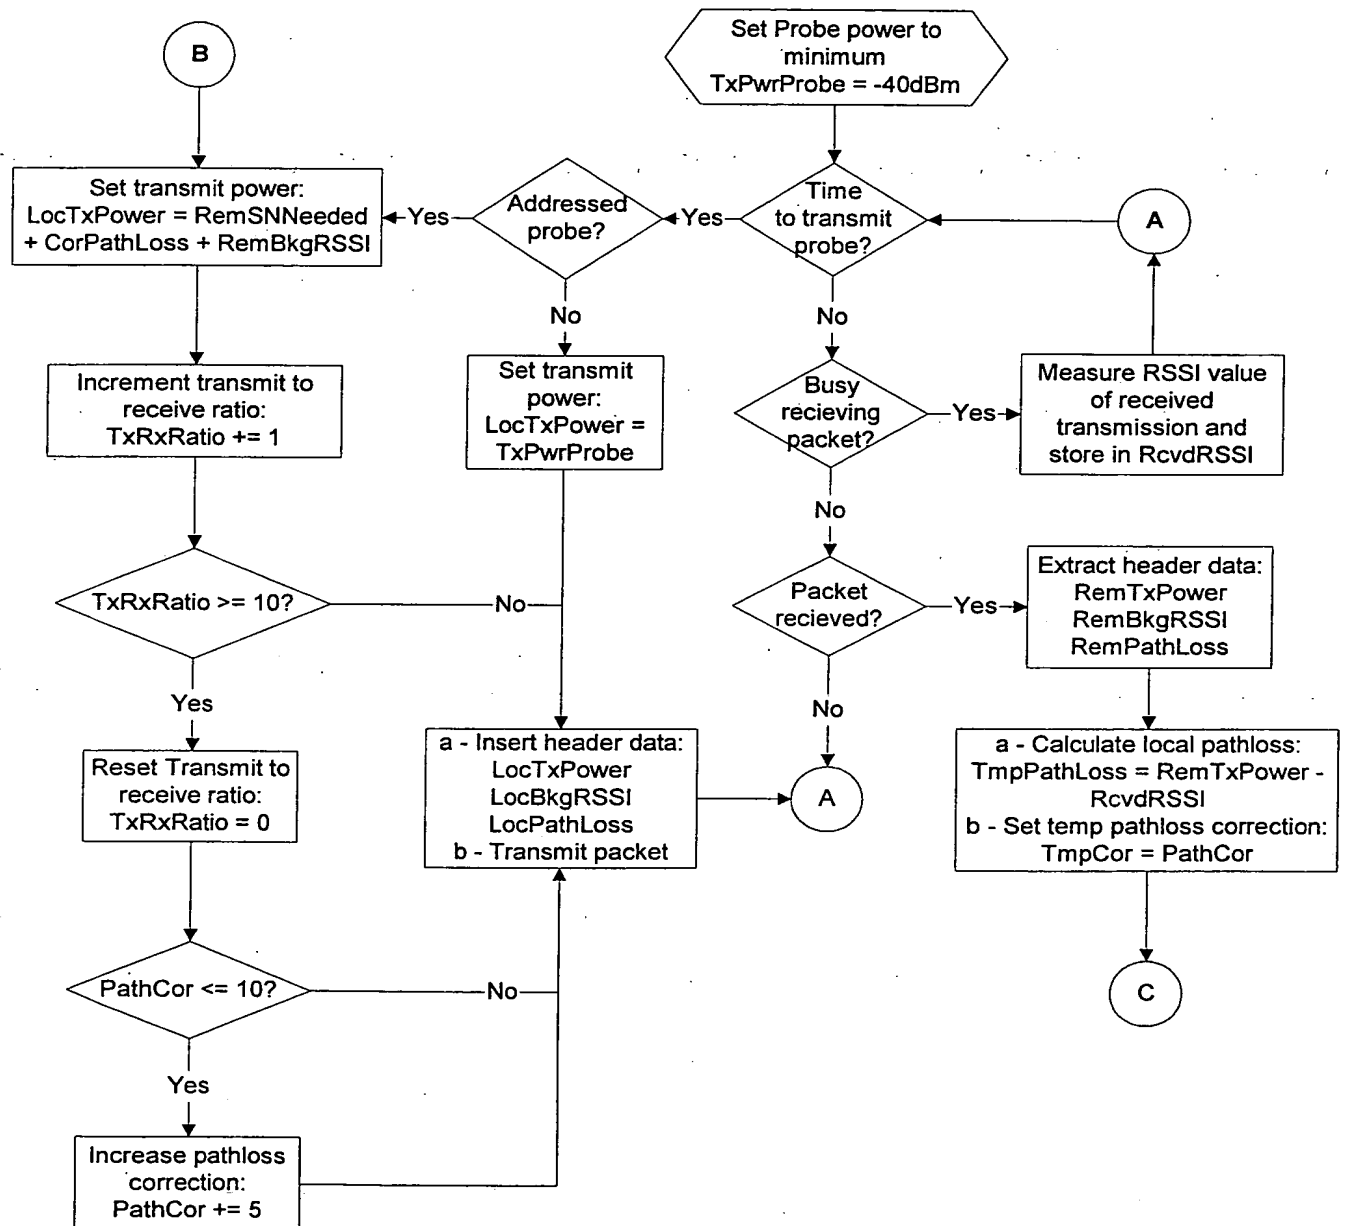 B
Set Probe power to
minimum
TxPwrProbe = -40dBm
Set transmit power:
LocTxPower = RemSNNeeded
+ CorPathLoss + RemBkgRSSI
Yes
Addressed
probe?
Yes
Time
to transmit
probe?
A
No
No
Increment transmit to
receive ratio:
TxRxRatio += 1
Set transmit
power:
LocTxPower =
TxPwrProbe
Busy
recieving
packet?
Yes
Measure RSSI value
of received
transmission and
store in RcvdRSSI
No
TxRxRatio >= 10?
No
Packet
recieved?
Yes
Extract header data:
RemTxPower
RemBkgRSSI
RemPathLoss
Yes
No
Reset Transmit to
receive ratio:
TxRxRatio = 0
a - Insert header data:
LocTxPower
LocBkgRSSI
LocPathLoss
b - Transmit packet
A
a - Calculate local pathloss:
TmpPathLoss = RemTxPower -
RcvdRSSI
b - Set temp pathloss correction:
TmpCor = PathCor
PathCor <= 10?
No
C
Yes
Increase pathloss
correction:
PathCor += 5